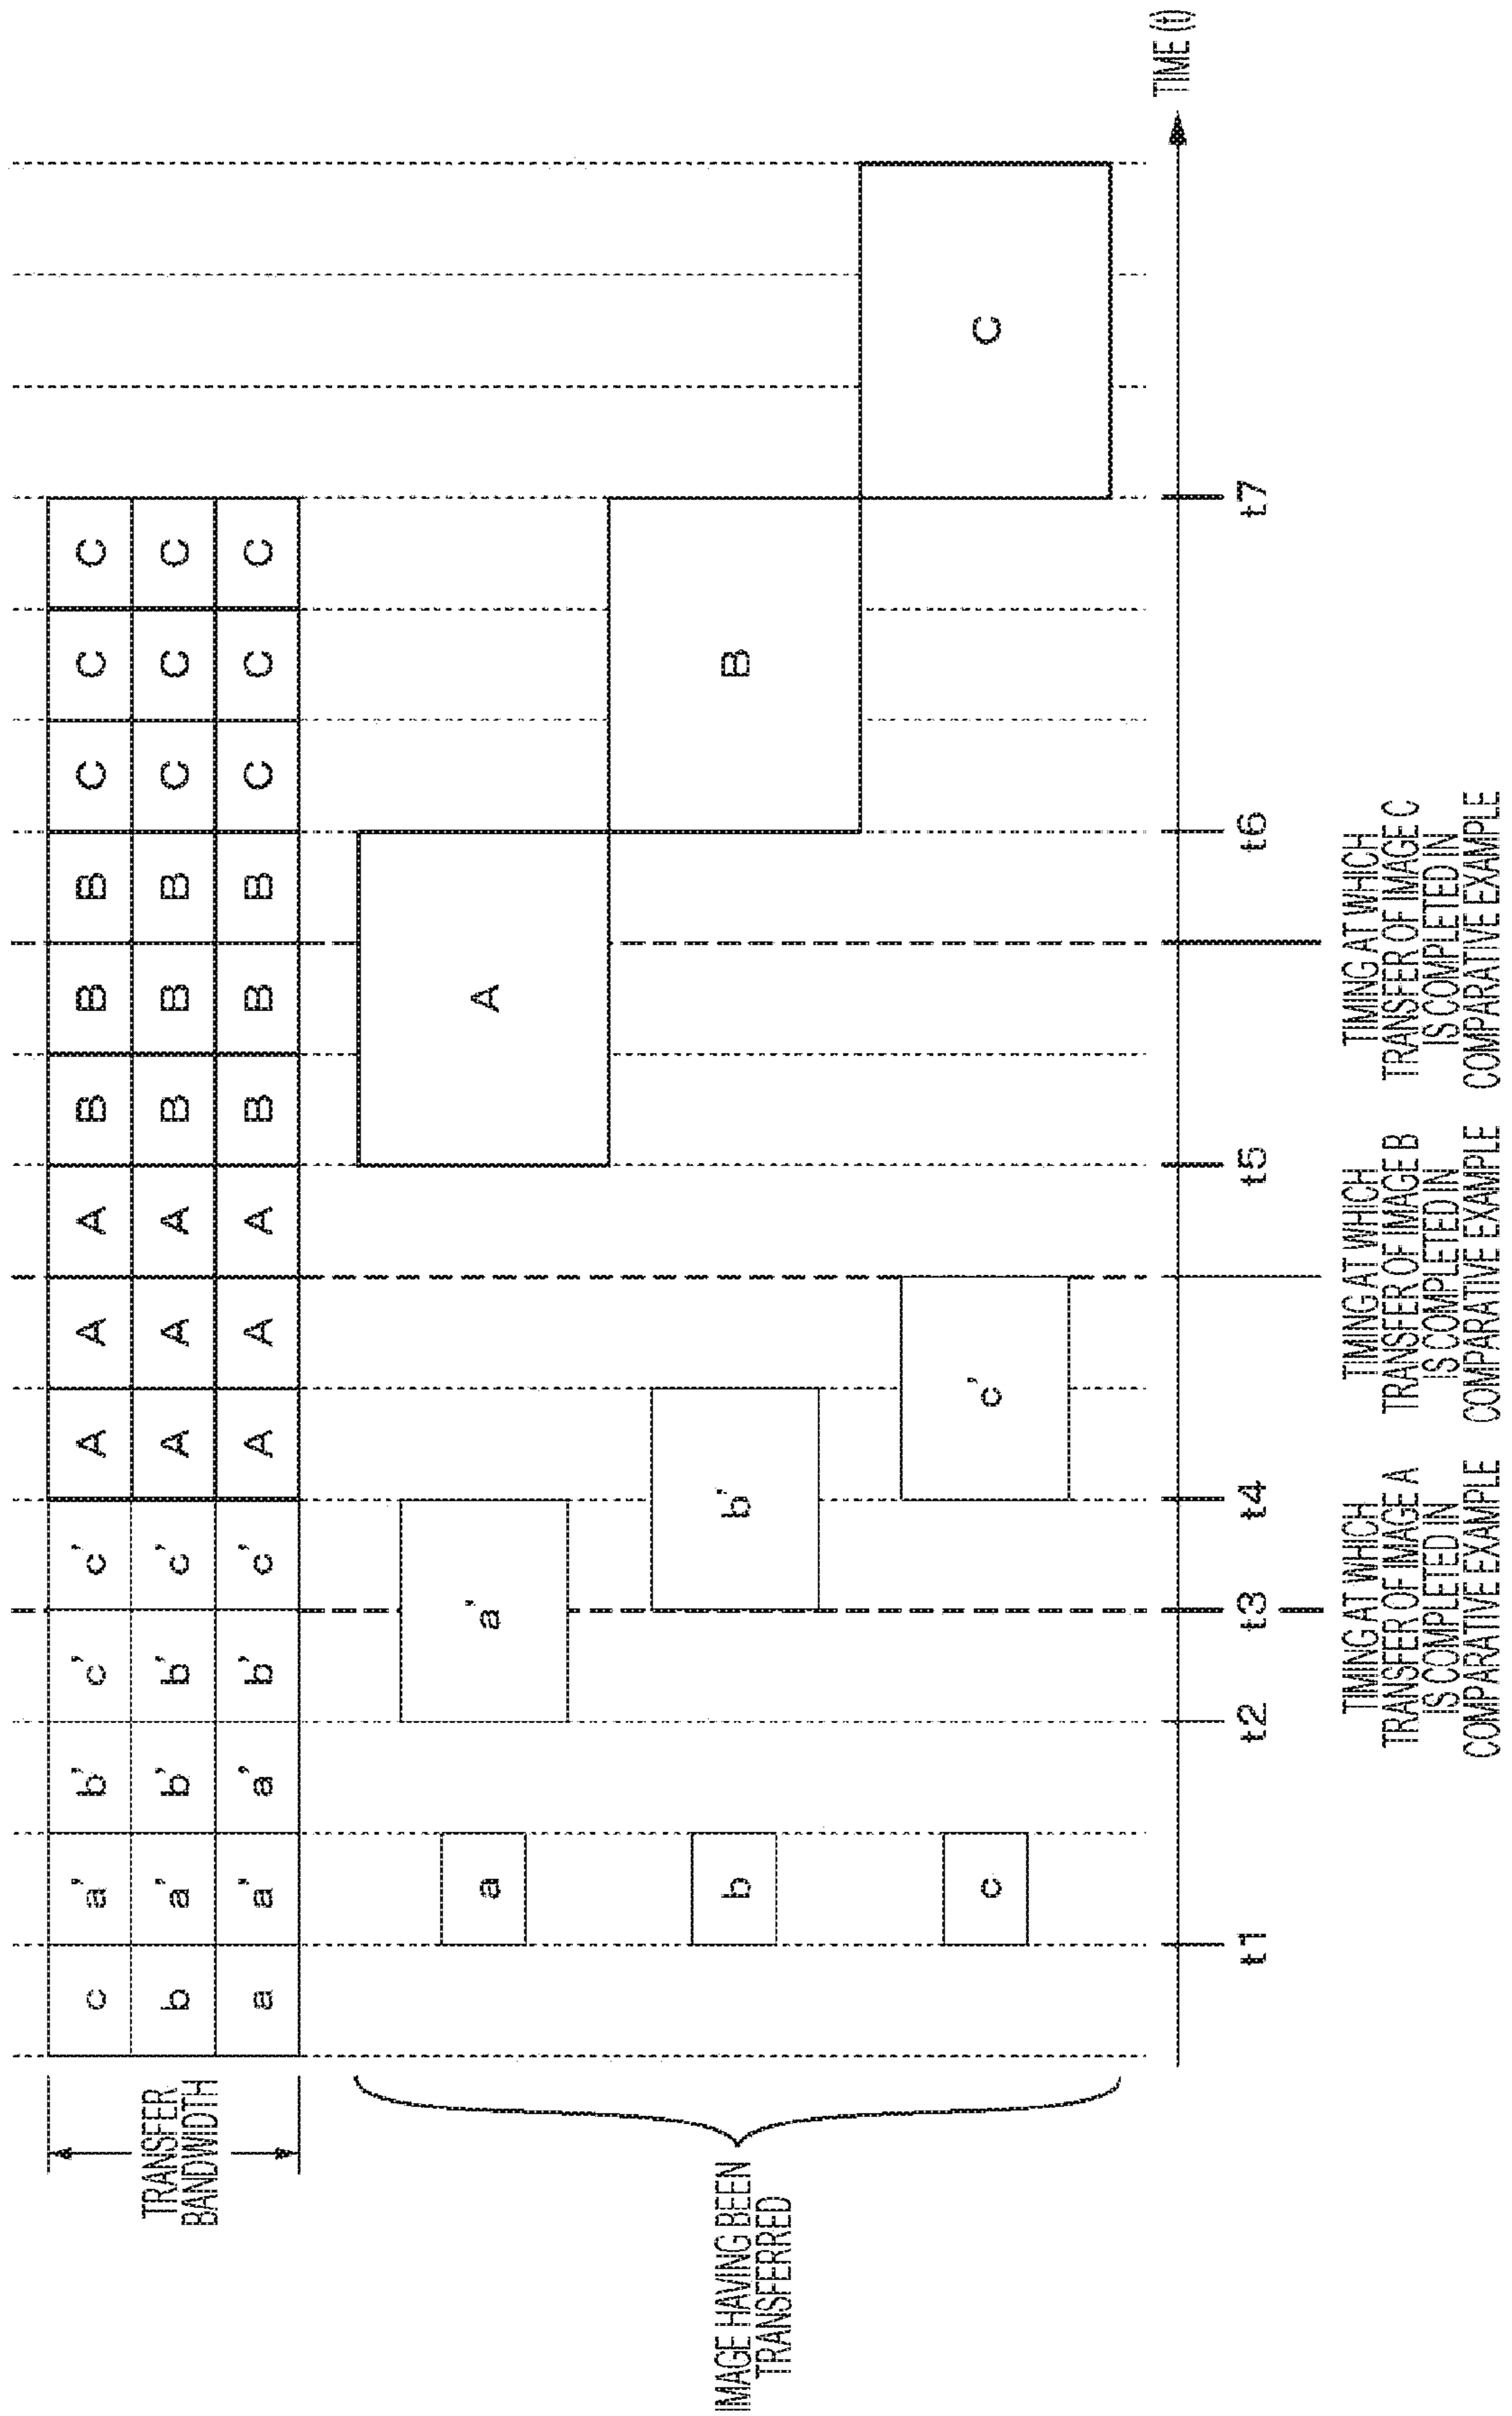 c a' b' c' c' A A A B B B C C C
TRANSFER
BANDWIDTH
b a' b' b' c' A A A B B B C C C
a a' a' b' c' A A A B B B C C C
IMAGE HAVING BEEN
TRANSFERRED
a a' A
b b' B
c c' C
TIME (t)
t1 t2 t3 t4 t5 t6 t7
TIMING AT WHICH
TRANSFER OF IMAGE A
IS COMPLETED IN
COMPARATIVE EXAMPLE
TIMING AT WHICH
TRANSFER OF IMAGE B
IS COMPLETED IN
COMPARATIVE EXAMPLE
TIMING AT WHICH
TRANSFER OF IMAGE C
IS COMPLETED IN
COMPARATIVE EXAMPLE